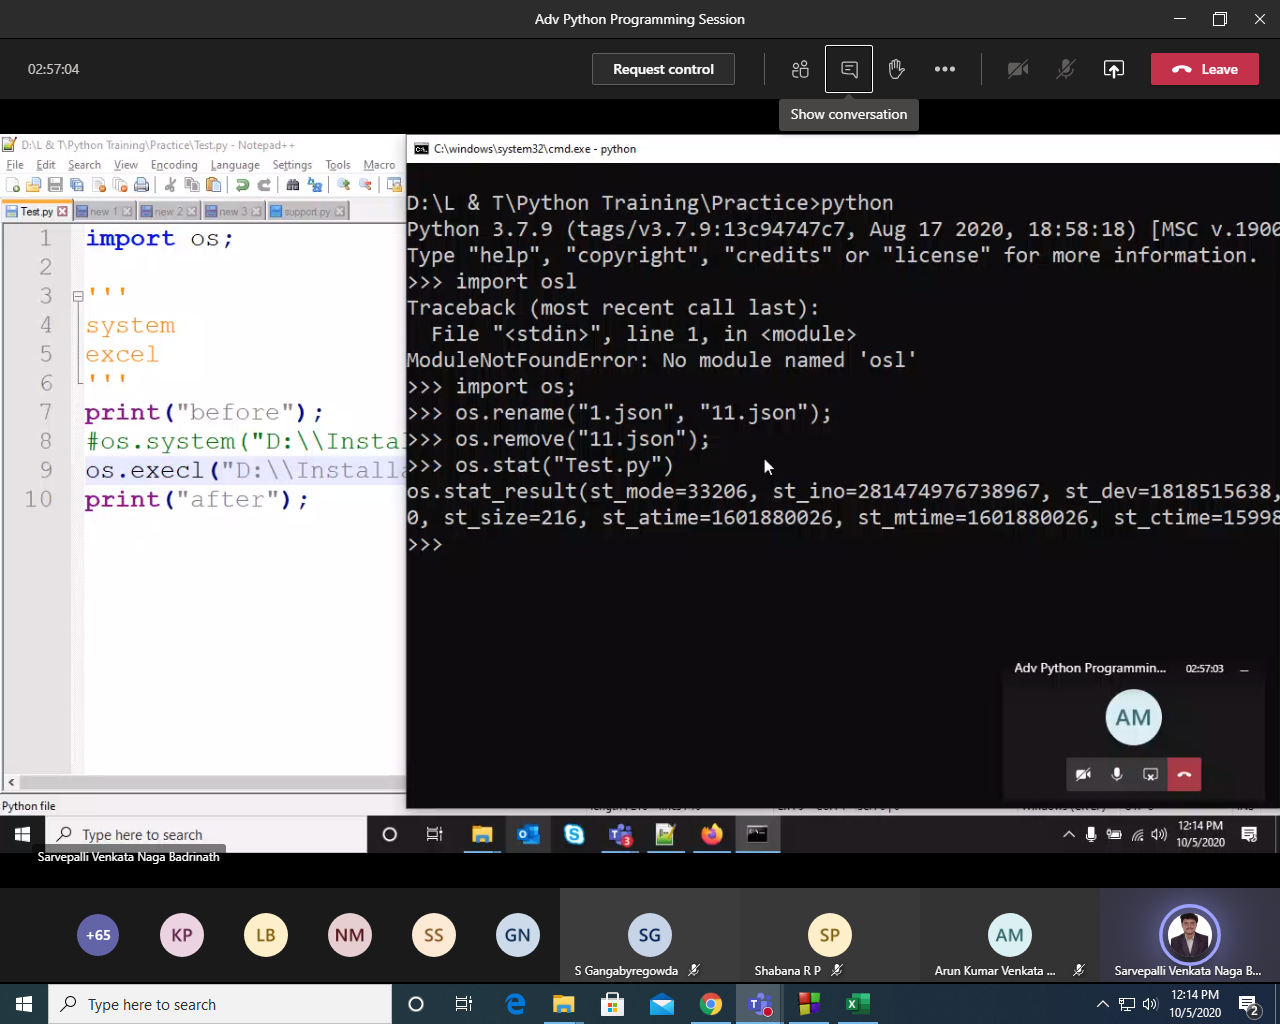 Adv Python Programming Session
02:57:04
Request control
Leave
Show conversation
D:\L & T\Python Training\Practice\Test.py - Notepad++
File Edit Search View Encoding Language Settings Tools Macro
Test.py new 1 new 2 new 3 support.py
1 import os;
2
3 '''
4 system
5 excel
6 '''
7 print("before");
8 #os.system("D:\\Instal
9 os.execl("D:\\Installa
10 print("after");
Python file
C:\windows\system32\cmd.exe - python
D:\L & T\Python Training\Practice>python
Python 3.7.9 (tags/v3.7.9:13c94747c7, Aug 17 2020, 18:58:18) [MSC v.1900
Type "help", "copyright", "credits" or "license" for more information.
>>> import osl
Traceback (most recent call last):
File "<stdin>", line 1, in <module>
ModuleNotFoundError: No module named 'osl'
>>> import os;
>>> os.rename("1.json", "11.json");
>>> os.remove("11.json");
>>> os.stat("Test.py")
os.stat_result(st_mode=33206, st_ino=281474976738967, st_dev=1818515638,
0, st_size=216, st_atime=1601880026, st_mtime=1601880026, st_ctime=15998
>>>
Adv Python Programmin... 02:57:03
AM
Type here to search
3
12:14 PM
10/5/2020
Sarvepalli Venkata Naga Badrinath
+65 KP LB NM SS GN SG SP AM
S Gangabyregowda
Shabana R P
Arun Kumar Venkata ...
Sarvepalli Venkata Naga B...
Type here to search
12:14 PM
10/5/2020
2